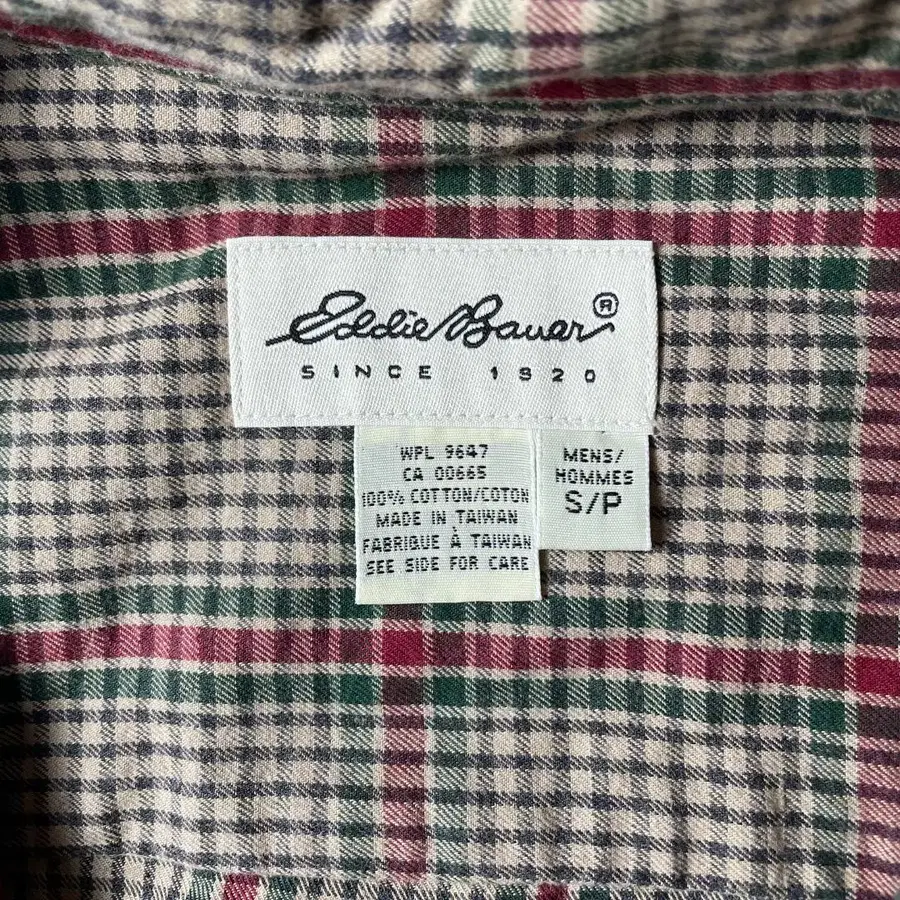 Eddie Bauer®
SINCE 1920
WPL 9647
CA 00665
100% COTTON/COTON
MADE IN TAIWAN
FABRIQUE À TAIWAN
SEE SIDE FOR CARE
MENS/
HOMMES
S/P